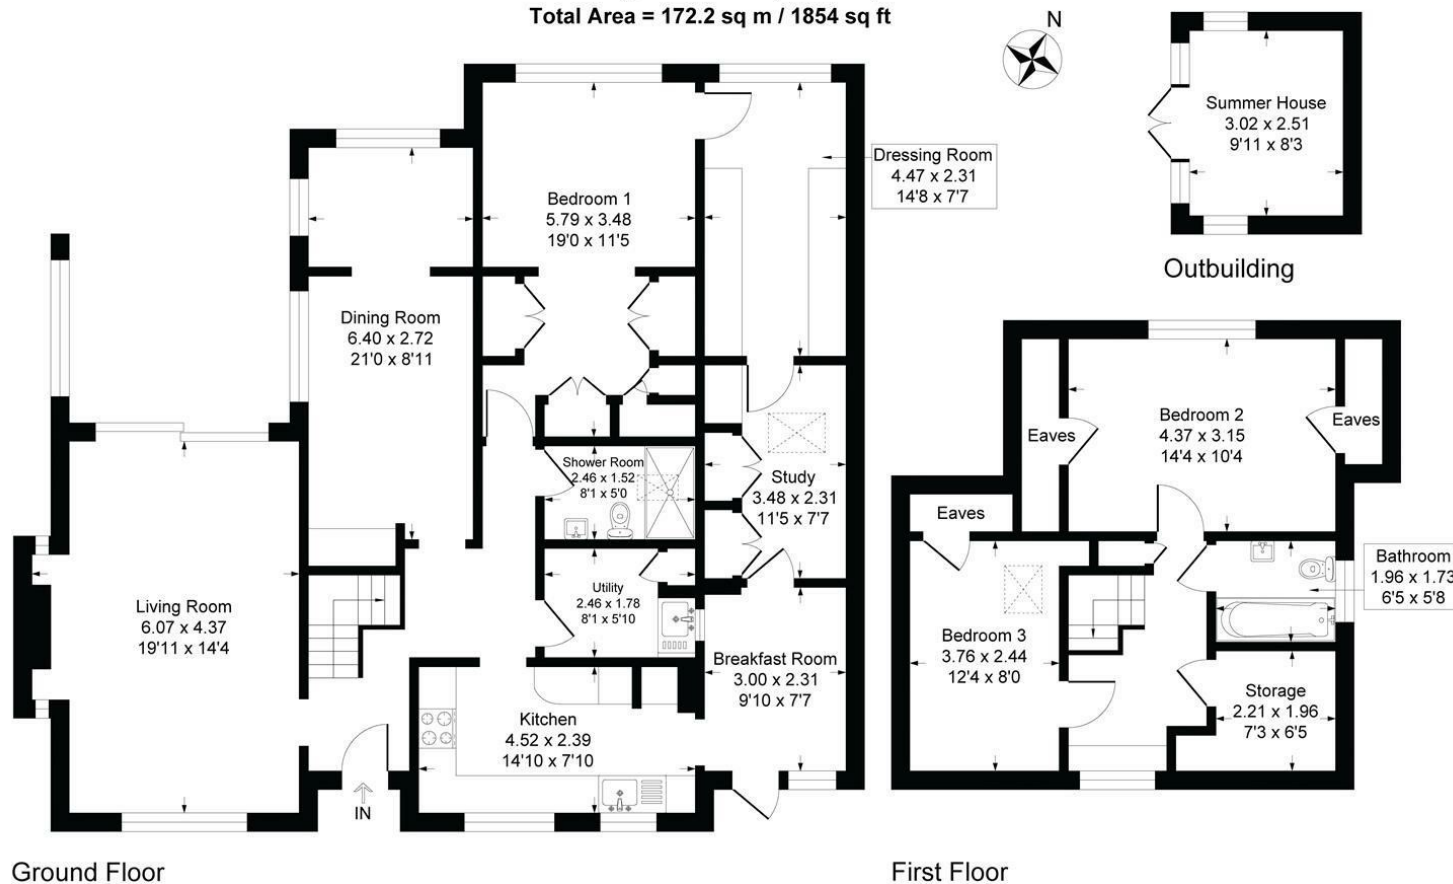 Total Area = 172.2 sq m / 1854 sq ft
N
Summer House
3.02 x 2.51
9'11 x 8'3
Outbuilding
Dressing Room
4.47 x 2.31
14'8 x 7'7
Bedroom 1
5.79 x 3.48
19'0 x 11'5
Dining Room
6.40 x 2.72
21'0 x 8'11
Shower Room
2.46 x 1.52
8'1 x 5'0
Study
3.48 x 2.31
11'5 x 7'7
Utility
2.46 x 1.78
8'1 x 5'10
Living Room
6.07 x 4.37
19'11 x 14'4
Breakfast Room
3.00 x 2.31
9'10 x 7'7
Kitchen
4.52 x 2.39
14'10 x 7'10
IN
Ground Floor
Bedroom 2
4.37 x 3.15
14'4 x 10'4
Eaves
Eaves
Eaves
Bathroom
1.96 x 1.73
6'5 x 5'8
Bedroom 3
3.76 x 2.44
12'4 x 8'0
Storage
2.21 x 1.96
7'3 x 6'5
First Floor